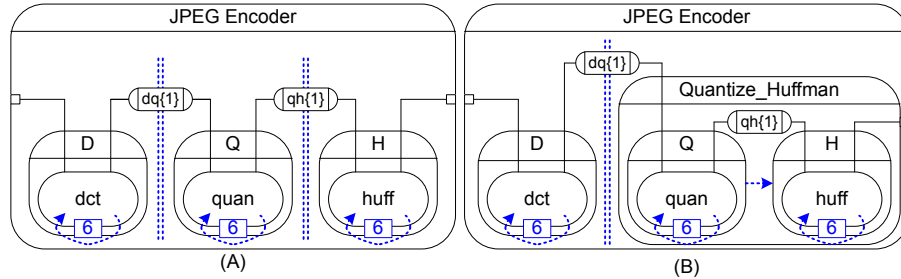 JPEG Encoder
dq{1}
qh{1}
D
Q
H
dct
quan
huff
6
6
6
(A)
JPEG Encoder
dq{1}
Quantize_Huffman
qh{1}
D
Q
H
dct
quan
huff
6
6
6
(B)